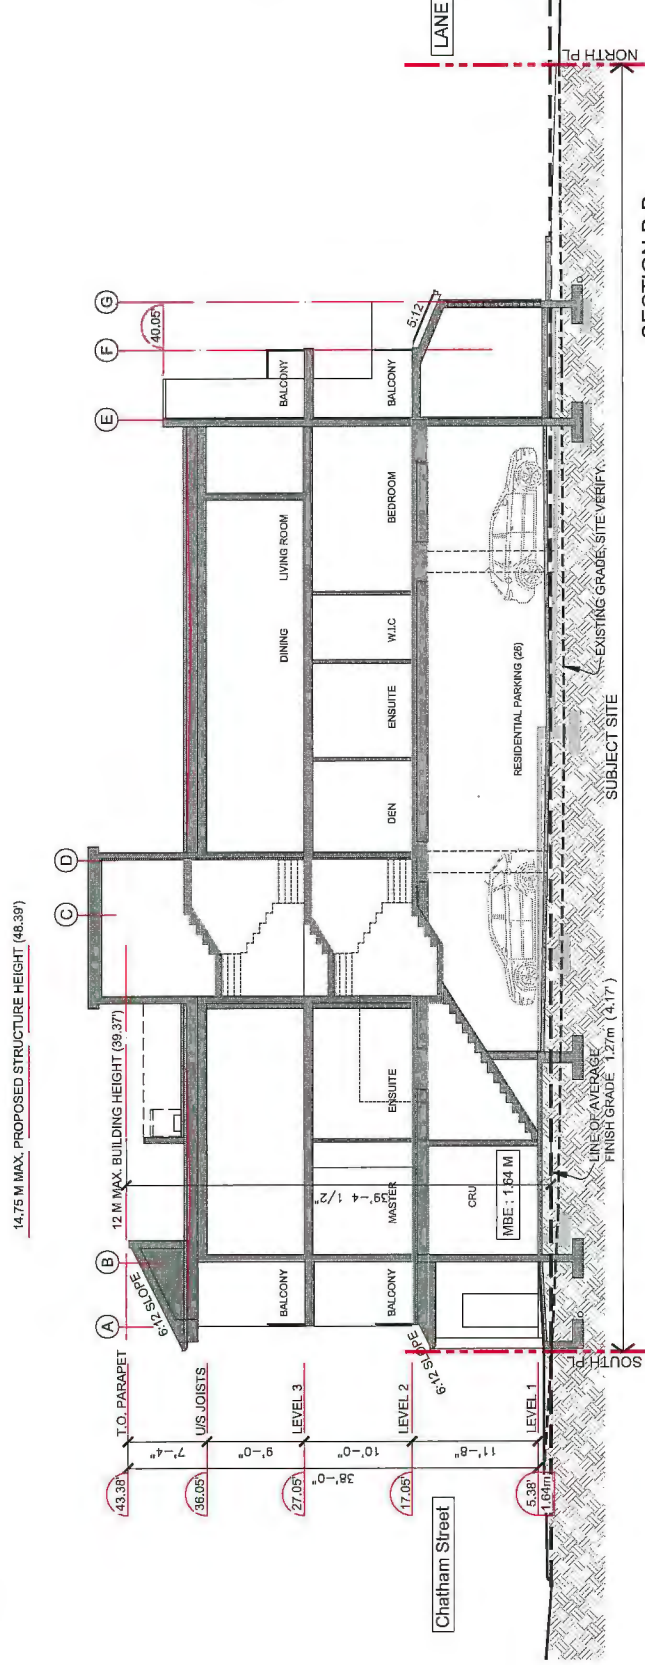 14.75 M MAX. PROPOSED STRUCTURE HEIGHT (48.39')
12 M MAX. BUILDING HEIGHT (39.37')
A
B
C
D
E
F
G
40.05'
6:12 SLOPE
T.O. PARAPET
43.38'
7'-4"
U/S JOISTS
36.05'
9'-0"
LEVEL 3
27.05'
10'-0"
38'-0"
LEVEL 2
17.05'
11'-8"
LEVEL 1
5.38'
1.64m
6:12 SLOPE
5:12
BALCONY
DINING
LIVING ROOM
BALCONY
BALCONY
MASTER
39'-4 1/2"
ENSUITE
DEN
ENSUITE
W.I.C
BEDROOM
BALCONY
CRU
MBE : 1.64 M
RESIDENTIAL PARKING (26)
Chatham Street
LANE
SOUTH PL
NORTH PL
LINE OF AVERAGE
FINISH GRADE 1.27m (4.17')
EXISTING GRADE, SITE VERIFY.
SUBJECT SITE